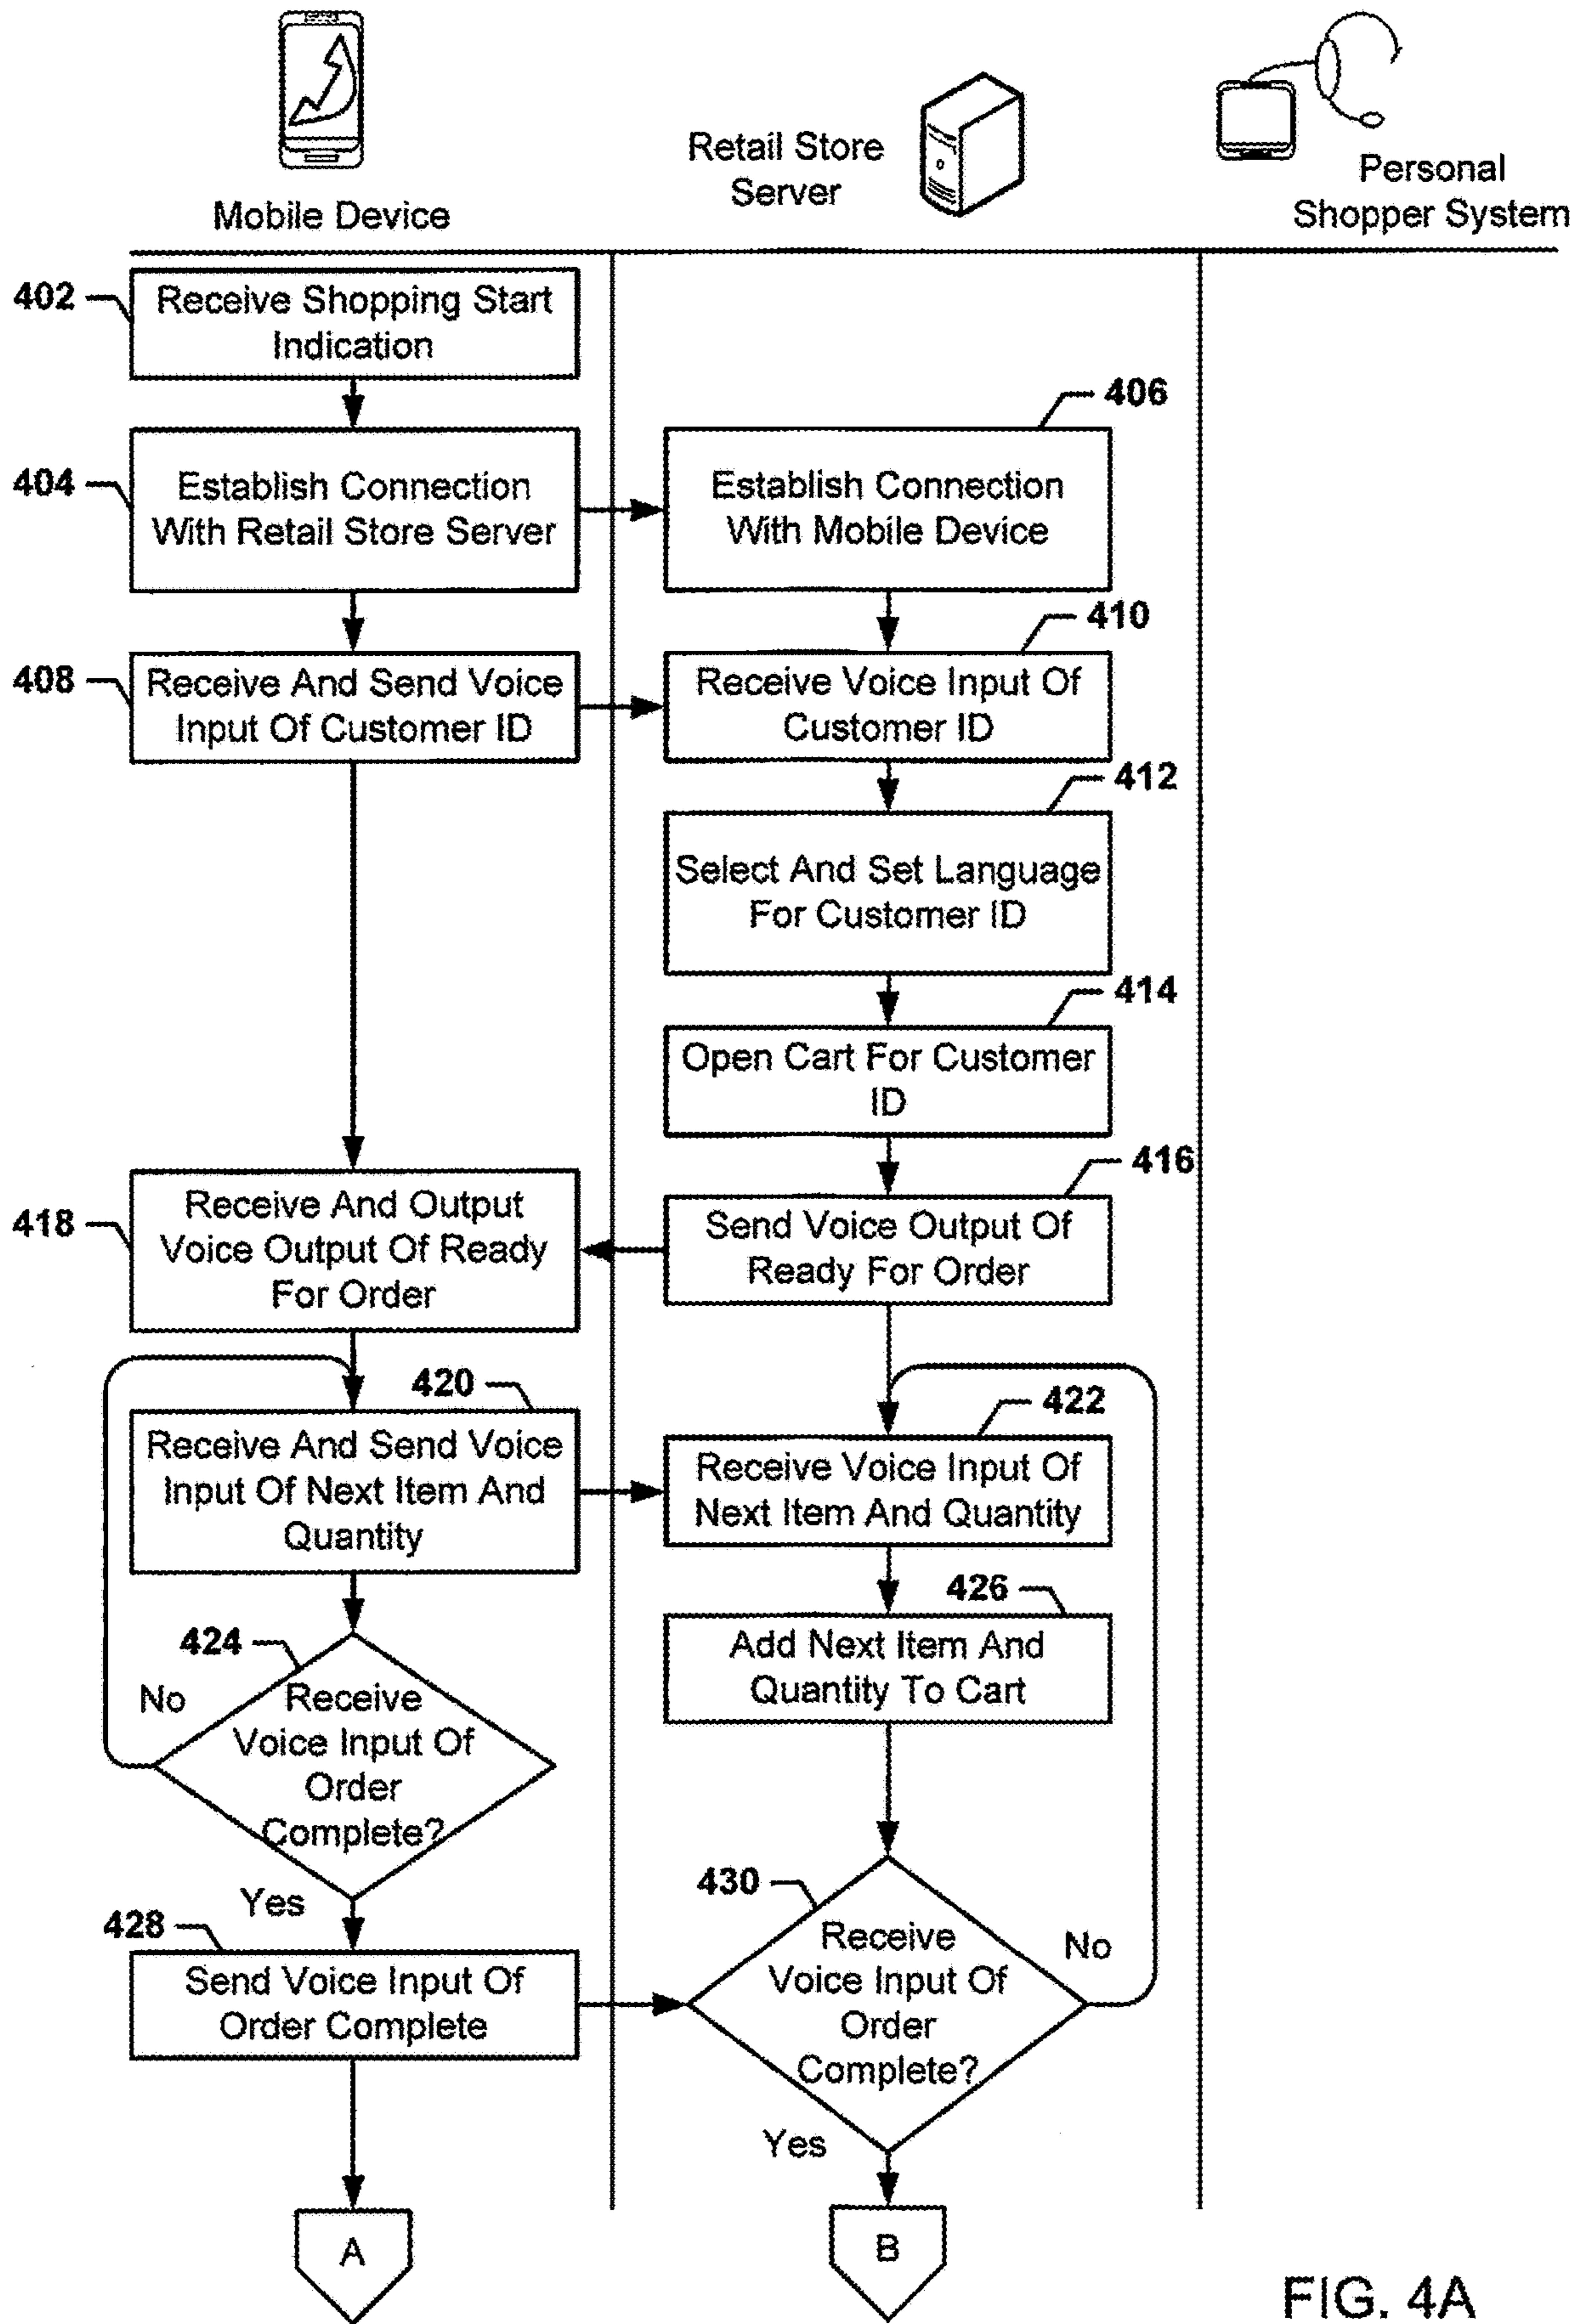 Mobile Device
Retail Store
Server
Personal
Shopper System
402
Receive Shopping Start
Indication
404
Establish Connection
With Retail Store Server
406
Establish Connection
With Mobile Device
408
Receive And Send Voice
Input Of Customer ID
410
Receive Voice Input Of
Customer ID
412
Select And Set Language
For Customer ID
414
Open Cart For Customer
ID
416
Send Voice Output Of
Ready For Order
418
Receive And Output
Voice Output Of Ready
For Order
420
Receive And Send Voice
Input Of Next Item And
Quantity
422
Receive Voice Input Of
Next Item And Quantity
424
No
Receive
Voice Input Of
Order
Complete?
Yes
426
Add Next Item And
Quantity To Cart
428
Send Voice Input Of
Order Complete
430
Receive
Voice Input Of
Order
Complete?
No
Yes
A
B
FIG. 4A